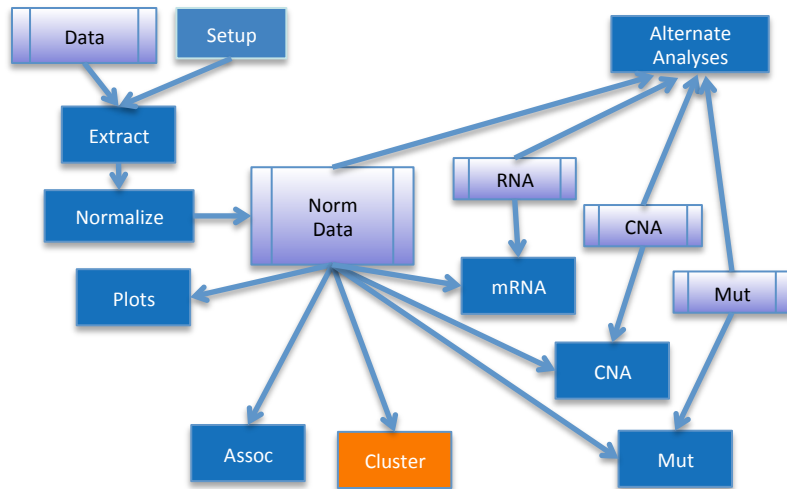 Data
Setup
Alternate
Analyses
Extract
RNA
Normalize
Norm
Data
CNA
Plots
mRNA
Mut
CNA
Assoc
Cluster
Mut